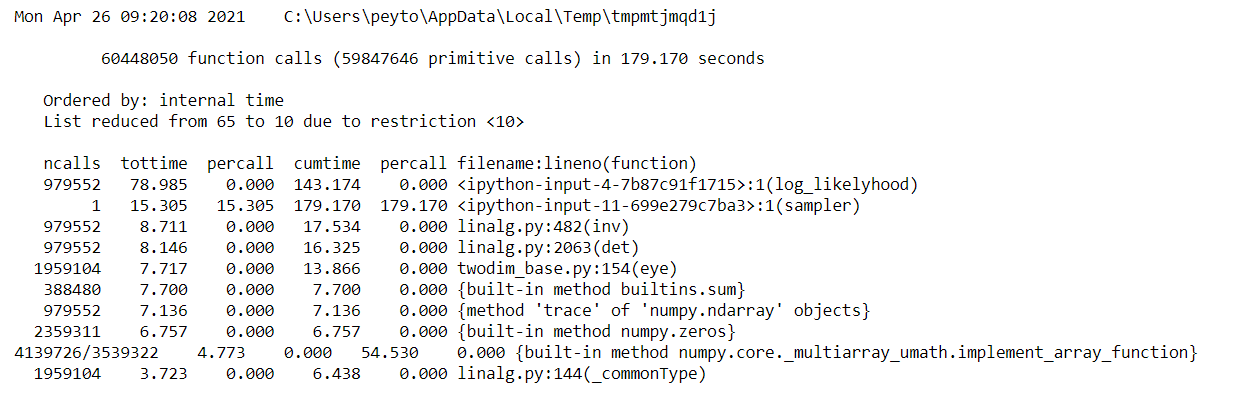 Mon Apr 26 09:20:08 2021    C:\Users\peyto\AppData\Local\Temp\tmpmtjmqd1j
60448050 function calls (59847646 primitive calls) in 179.170 seconds
Ordered by: internal time
List reduced from 65 to 10 due to restriction <10>
ncalls  tottime  percall  cumtime  percall filename:lineno(function)
979552   78.985    0.000  143.174    0.000 <ipython-input-4-7b87c91f1715>:1(log_likelyhood)
1   15.305   15.305  179.170  179.170 <ipython-input-11-699e279c7ba3>:1(sampler)
979552    8.711    0.000   17.534    0.000 linalg.py:482(inv)
979552    8.146    0.000   16.325    0.000 linalg.py:2063(det)
1959104    7.717    0.000   13.866    0.000 twodim_base.py:154(eye)
388480    7.700    0.000    7.700    0.000 {built-in method builtins.sum}
979552    7.136    0.000    7.136    0.000 {method 'trace' of 'numpy.ndarray' objects}
2359311    6.757    0.000    6.757    0.000 {built-in method numpy.zeros}
4139726/3539322    4.773    0.000   54.530    0.000 {built-in method numpy.core._multiarray_umath.implement_array_function}
1959104    3.723    0.000    6.438    0.000 linalg.py:144(_commonType)